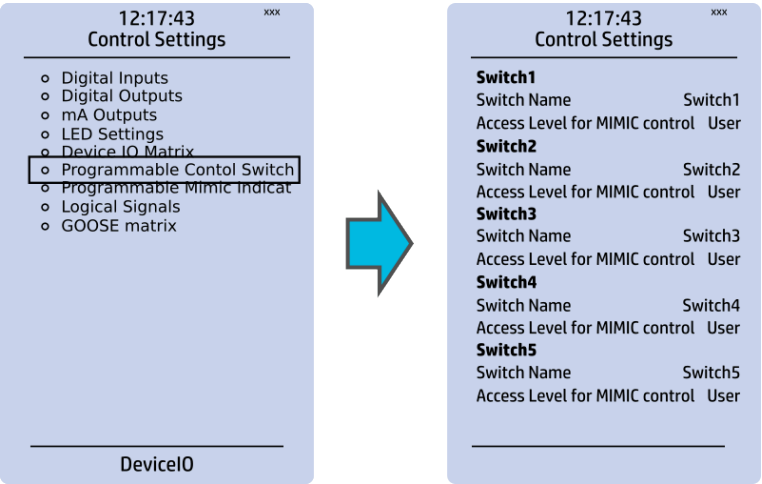 12:17:43 xxx
Control Settings
Digital Inputs
Digital Outputs
mA Outputs
LED Settings
Device IO Matrix
Programmable Contol Switch
Programmable Mimic Indicat
Logical Signals
GOOSE matrix
DeviceIO
12:17:43 xxx
Control Settings
Switch1
Switch Name Switch1
Access Level for MIMIC control User
Switch2
Switch Name Switch2
Access Level for MIMIC control User
Switch3
Switch Name Switch3
Access Level for MIMIC control User
Switch4
Switch Name Switch4
Access Level for MIMIC control User
Switch5
Switch Name Switch5
Access Level for MIMIC control User